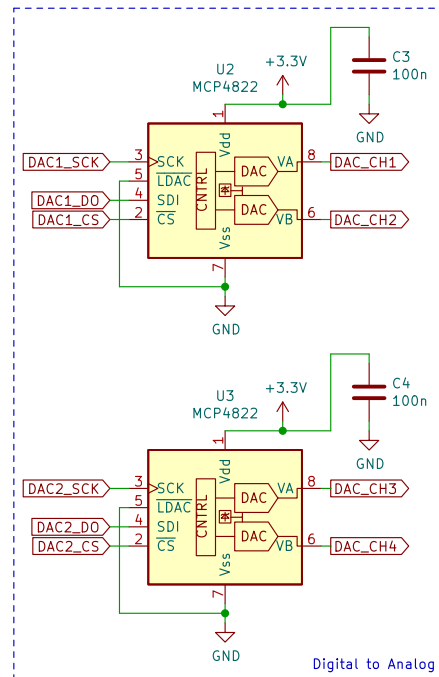 C3
100n
GND
U2
MCP4822
+3.3V
1
Vdd
DAC1_SCK
3
SCK
DAC
VA
8
DAC_CH1
5
LDAC
CNTRL
DAC1_DO
4
SDI
DAC1_CS
2
CS
DAC
VB
6
DAC_CH2
Vss
7
GND
C4
100n
GND
U3
MCP4822
+3.3V
1
Vdd
DAC2_SCK
3
SCK
DAC
VA
8
DAC_CH3
5
LDAC
CNTRL
DAC2_DO
4
SDI
DAC2_CS
2
CS
DAC
VB
6
DAC_CH4
Vss
7
GND
Digital to Analog